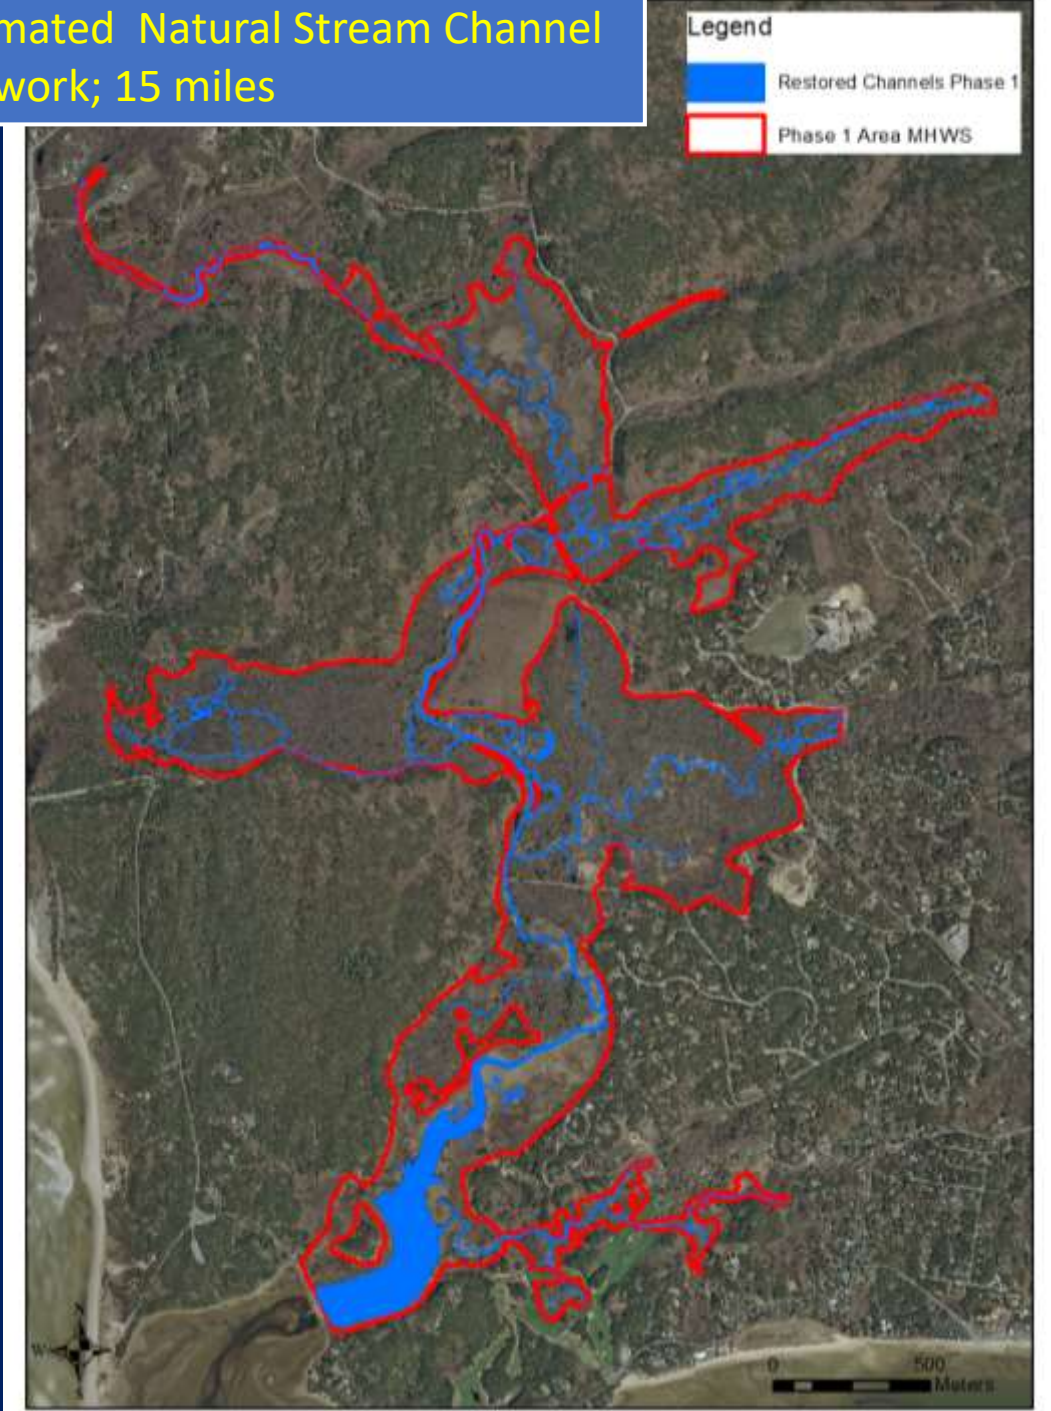 mated Natural Stream Channel
work; 15 miles
Legend
Restored Channels Phase 1
Phase 1 Area MHWS
W
0 500
Meters